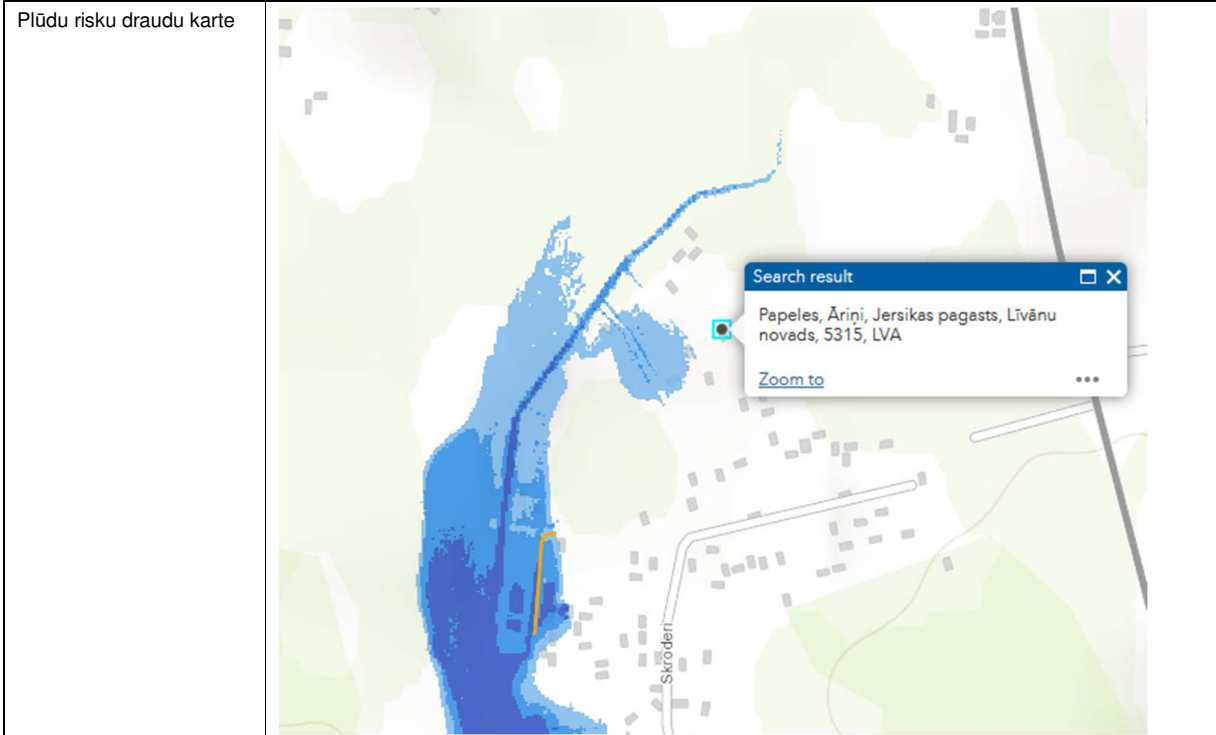 Plūdu risku draudu karte
Search result
Papeles, Āriņi, Jersikas pagasts, Līvānu
novads, 5315, LVA
Zoom to
Skroderi